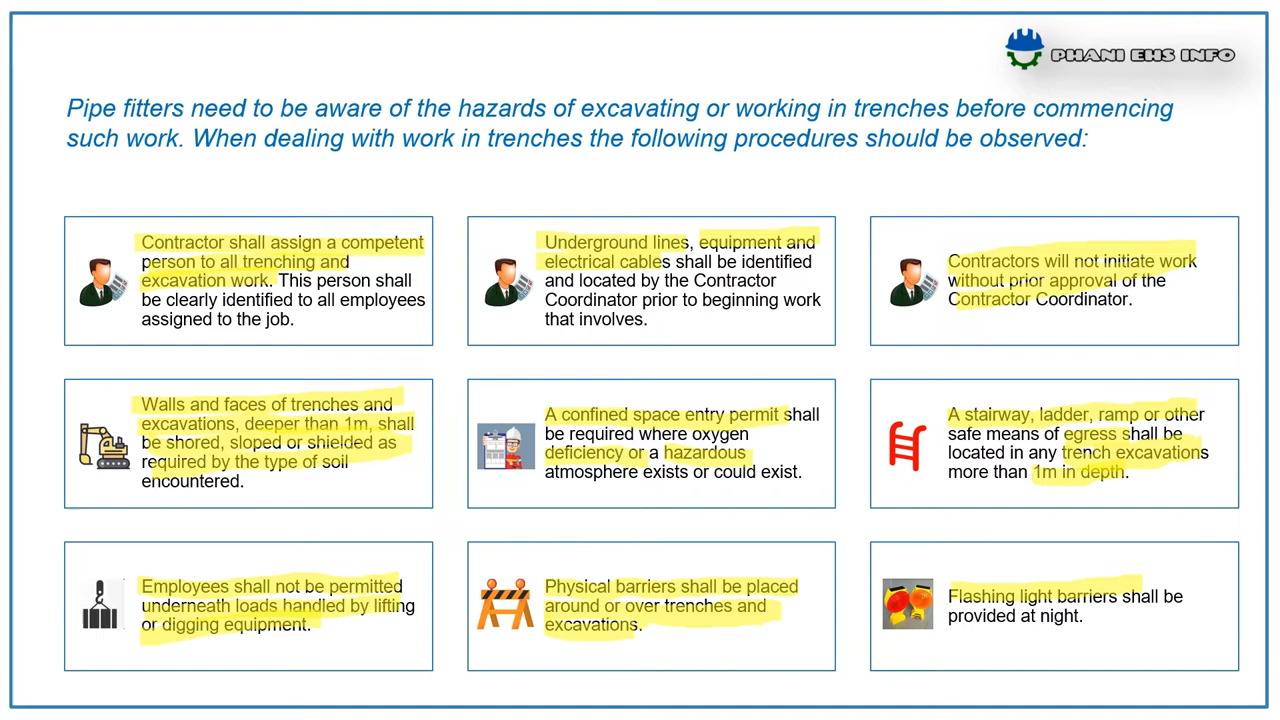 PHANI EHS INFO
Pipe fitters need to be aware of the hazards of excavating or working in trenches before commencing
such work. When dealing with work in trenches the following procedures should be observed:
Contractor shall assign a competent
person to all trenching and
excavation work. This person shall
be clearly identified to all employees
assigned to the job.
Underground lines, equipment and
electrical cables shall be identified
and located by the Contractor
Coordinator prior to beginning work
that involves.
Contractors will not initiate work
without prior approval of the
Contractor Coordinator.
Walls and faces of trenches and
excavations, deeper than 1m, shall
be shored, sloped or shielded as
required by the type of soil
encountered.
A confined space entry permit shall
be required where oxygen
deficiency or a hazardous
atmosphere exists or could exist.
A stairway, ladder, ramp or other
safe means of egress shall be
located in any trench excavations
more than 1m in depth.
Employees shall not be permitted
underneath loads handled by lifting
or digging equipment.
Physical barriers shall be placed
around or over trenches and
excavations.
Flashing light barriers shall be
provided at night.